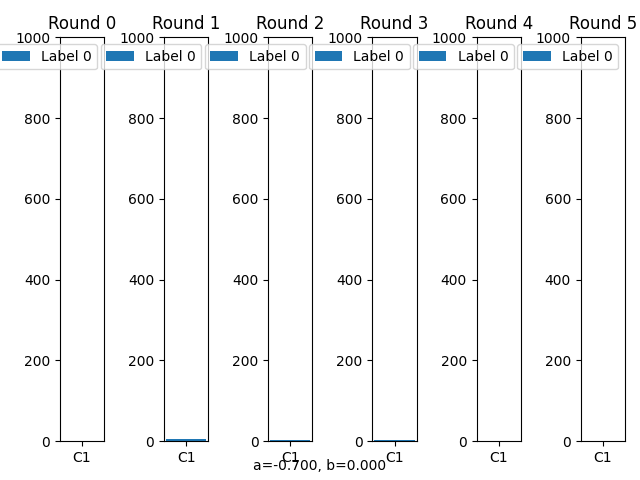 Round 0 Round 1 Round 2 Round 3 Round 4 Round 5
1000 1000 1000 1000 1000 1000
Label 0 Label 0 Label 0 Label 0 Label 0 Label 0
800 800 800 800 800 800
600 600 600 600 600 600
400 400 400 400 400 400
200 200 200 200 200 200
0 0 0 0 0 0
C1 C1 C1 C1 C1 C1
a=-0.700, b=0.000